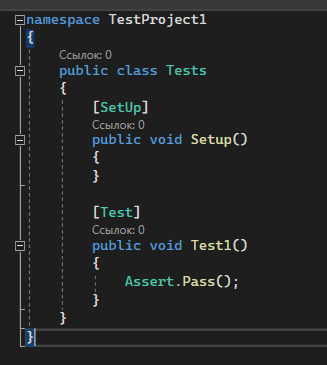 namespace TestProject1
{
Ссылок: 0
public class Tests
{
[SetUp]
Ссылок: 0
public void Setup()
{
}
[Test]
Ссылок: 0
public void Test1()
{
Assert.Pass();
}
}
}